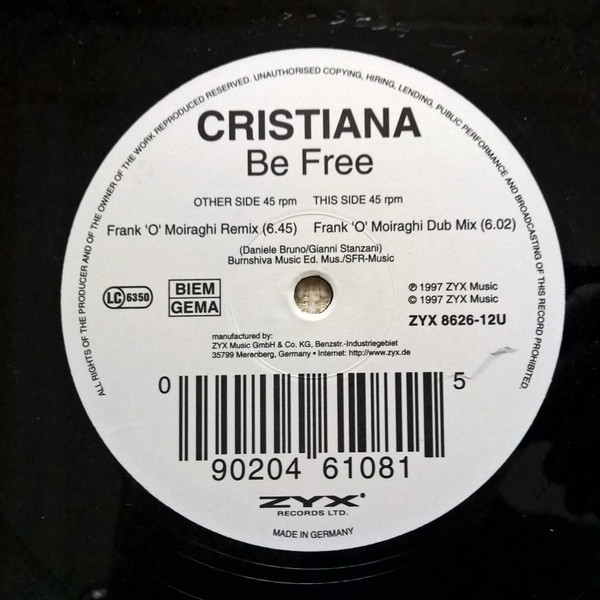 ALL RIGHTS OF THE PRODUCER AND OF THE OWNER OF THE WORK REPRODUCED RESERVED. UNAUTHORISED COPYING, HIRING, LENDING, PUBLIC PERFORMANCE AND BROADCASTING OF THIS RECORD PROHIBITED.
CRISTIANA
Be Free
OTHER SIDE 45 rpm THIS SIDE 45 rpm
Frank 'O' Moiraghi Remix (6.45) Frank 'O' Moiraghi Dub Mix (6.02)
(Daniele Bruno/Gianni Stanzani)
Burnshiva Music Ed. Mus./SFR-Music
LC 6350
BIEM
GEMA
℗ 1997 ZYX Music
© 1997 ZYX Music
ZYX 8626-12U
manufactured by:
ZYX Music GmbH & Co. KG, Benzstr.-Industriegebiet
35799 Merenberg, Germany • Internet: http://www.zyx.de
0 90204 61081 5
ZYX
RECORDS LTD.
MADE IN GERMANY